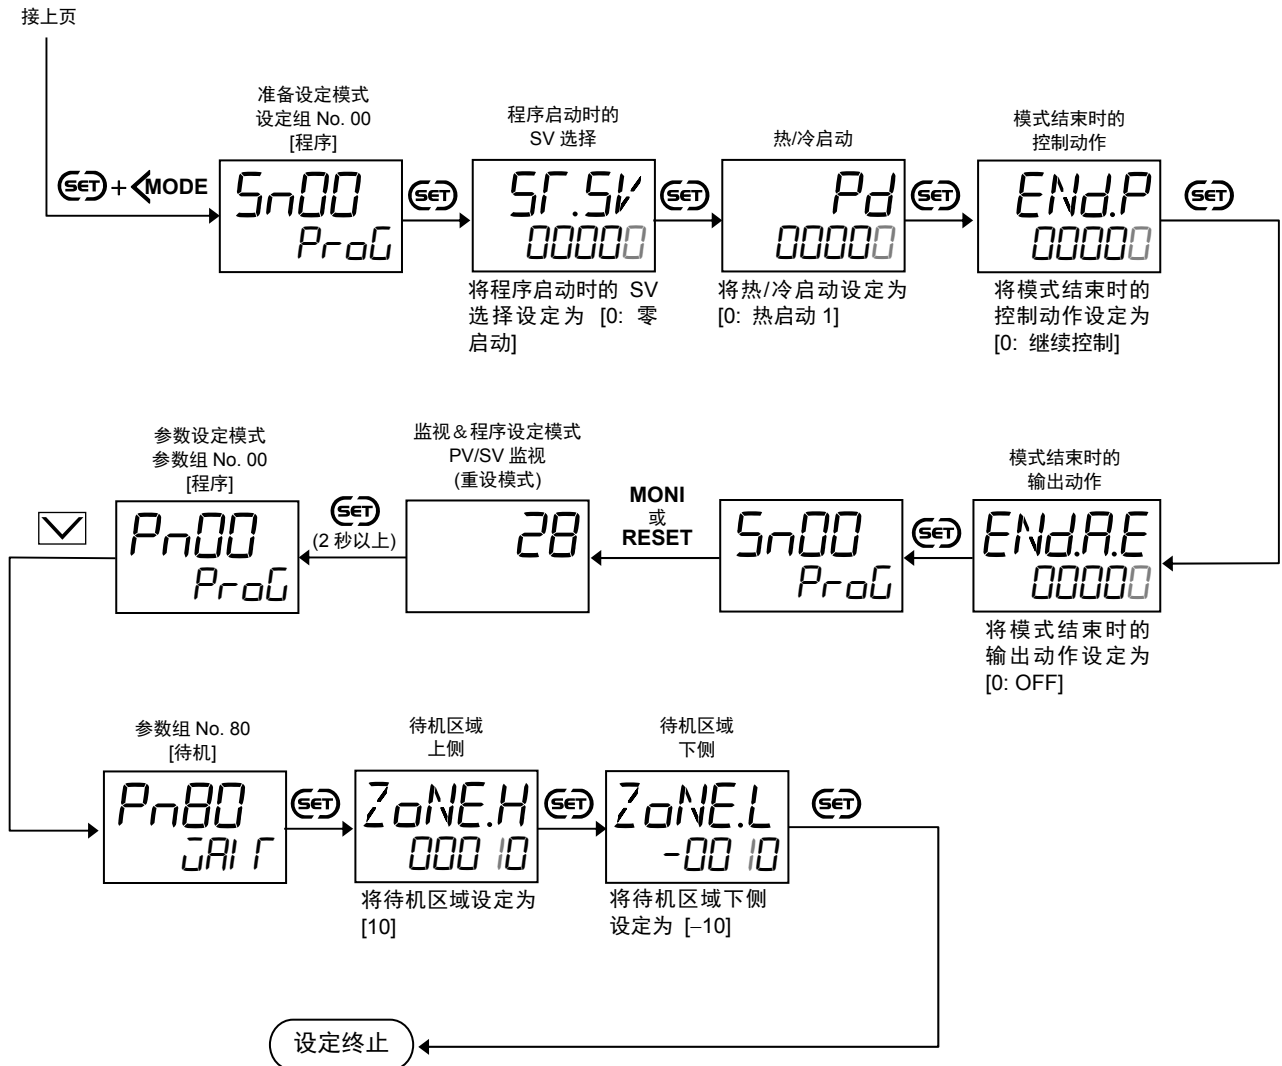 接上页
准备设定模式
设定组 No. 00
[程序]
程序启动时的
SV 选择
热/冷启动
模式结束时的
控制动作
SET + <MODE
Sn00
ProG
SET
ST.SV
00000
SET
Pd
00000
SET
ENd.P
00000
SET
将程序启动时的 SV
选择设定为 [0: 零
启动]
将热/冷启动设定为
[0: 热启动 1]
将模式结束时的
控制动作设定为
[0: 继续控制]
参数设定模式
参数组 No. 00
[程序]
监视&程序设定模式
PV/SV 监视
(重设模式)
模式结束时的
输出动作
Pn00
ProG
SET
(2 秒以上)
28
MONI
或
RESET
Sn00
ProG
SET
ENd.A.E
00000
将模式结束时的
输出动作设定为
[0: OFF]
参数组 No. 80
[待机]
待机区域
上侧
待机区域
下侧
Pn80
WAIT
SET
ZoNE.H
00010
SET
ZoNE.L
-0010
SET
将待机区域设定为
[10]
将待机区域下侧
设定为 [–10]
设定终止